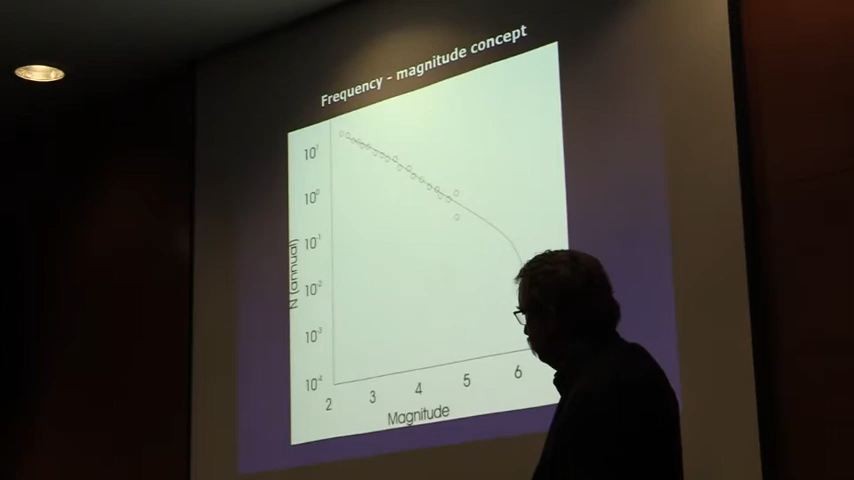 Frequency - magnitude concept
10¹
10⁰
10⁻¹
10⁻²
10⁻³
10⁻⁴
N (annual)
2 3 4 5 6
Magnitude